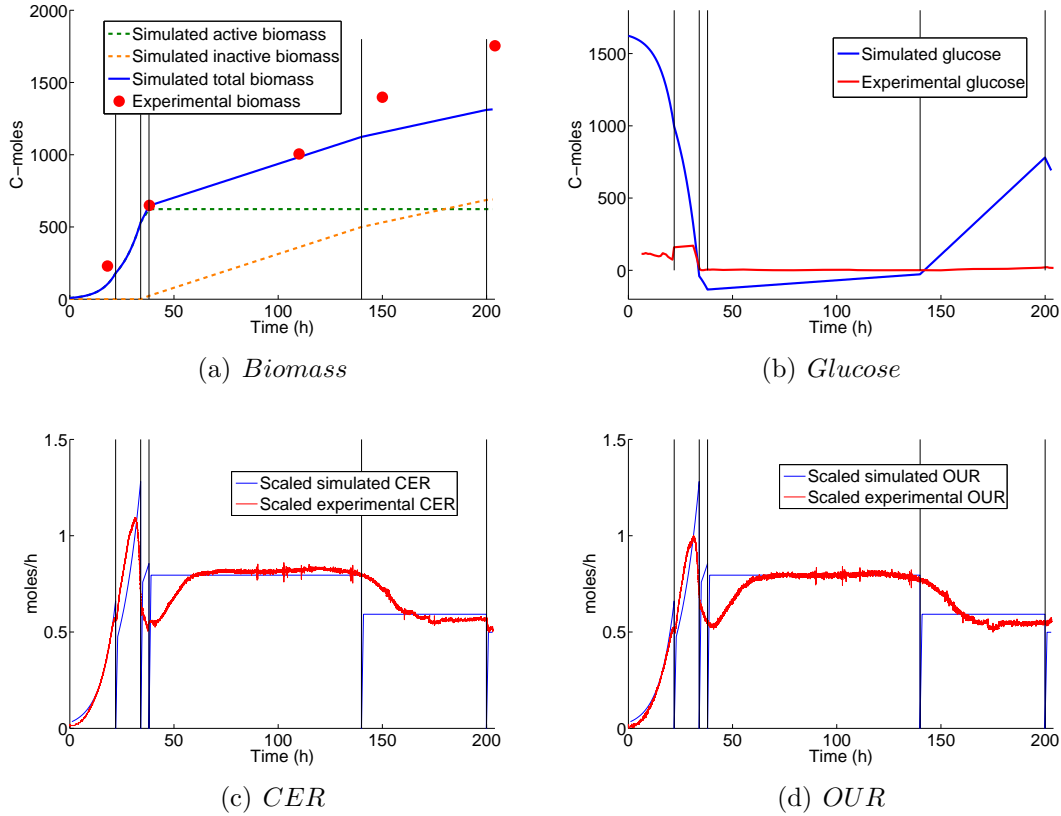 2000
1500
1000
500
0
C−moles
Simulated active biomass
Simulated inactive biomass
Simulated total biomass
Experimental biomass
0 50 100 150 200
Time (h)
(a) Biomass
1500
1000
500
0
C−moles
Simulated glucose
Experimental glucose
0 50 100 150 200
Time (h)
(b) Glucose
1.5
1
0.5
0
moles/h
Scaled simulated CER
Scaled experimental CER
0 50 100 150 200
Time (h)
(c) CER
1.5
1
0.5
0
moles/h
Scaled simulated OUR
Scaled experimental OUR
0 50 100 150 200
Time (h)
(d) OUR